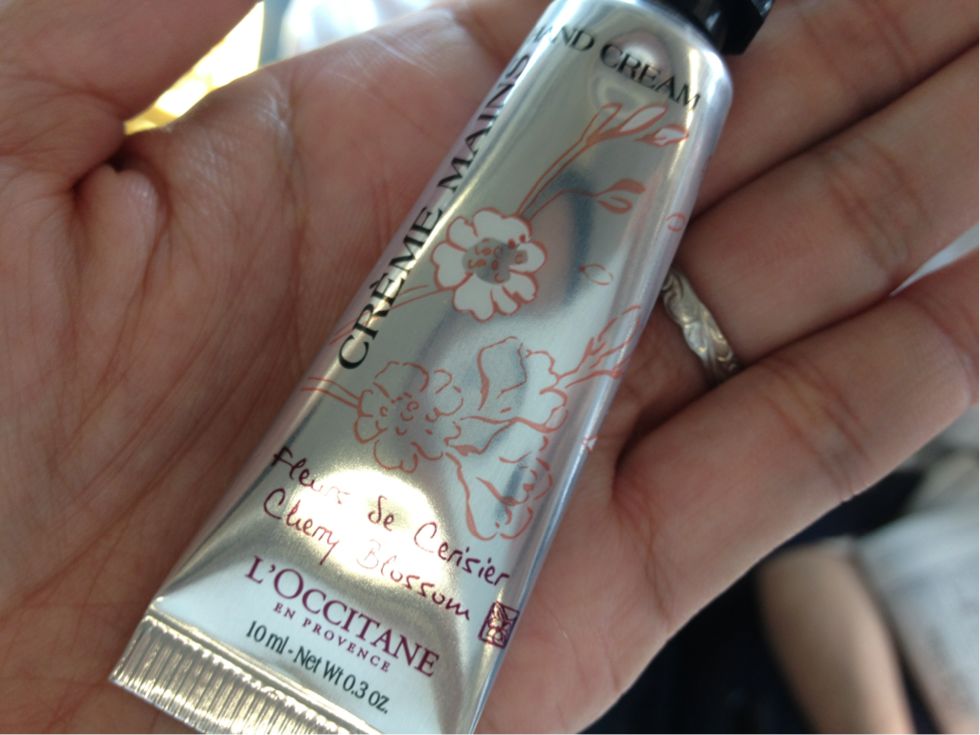 HAND CREAM
CRÈME MAINS
Fleurs de Cerisier
Cherry Blossom
L'OCCITANE
EN PROVENCE
10 ml - Net Wt 0.3 oz.